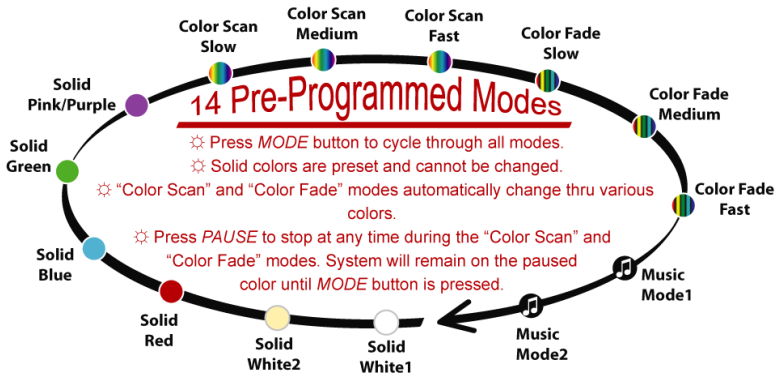 Color Scan
Slow
Color Scan
Medium
Color Scan
Fast
Color Fade
Slow
Color Fade
Medium
Color Fade
Fast
Music
Mode1
Music
Mode2
Solid
White1
Solid
White2
Solid
Red
Solid
Blue
Solid
Green
Solid
Pink/Purple
14 Pre-Programmed Modes
Press MODE button to cycle through all modes.
Solid colors are preset and cannot be changed.
“Color Scan” and “Color Fade” modes automatically change thru various
colors.
Press PAUSE to stop at any time during the “Color Scan” and
“Color Fade” modes. System will remain on the paused
color until MODE button is pressed.